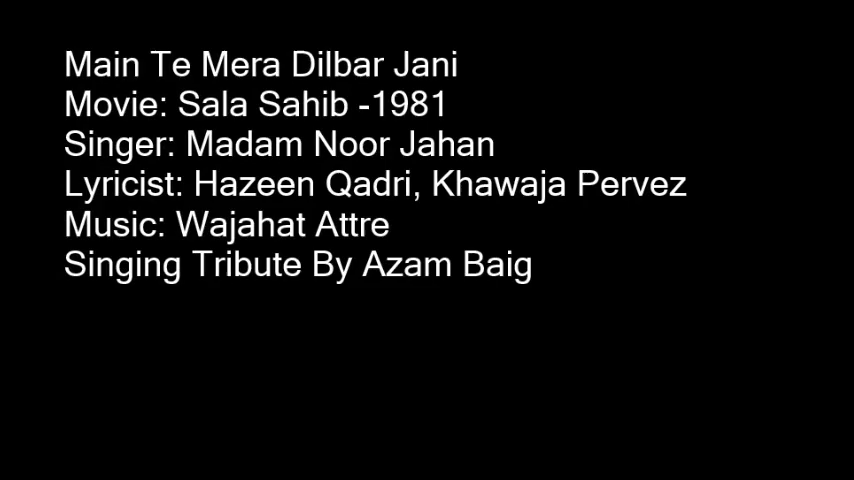 Main Te Mera Dilbar Jani
Movie: Sala Sahib -1981
Singer: Madam Noor Jahan
Lyricist: Hazeen Qadri, Khawaja Pervez
Music: Wajahat Attre
Singing Tribute By Azam Baig